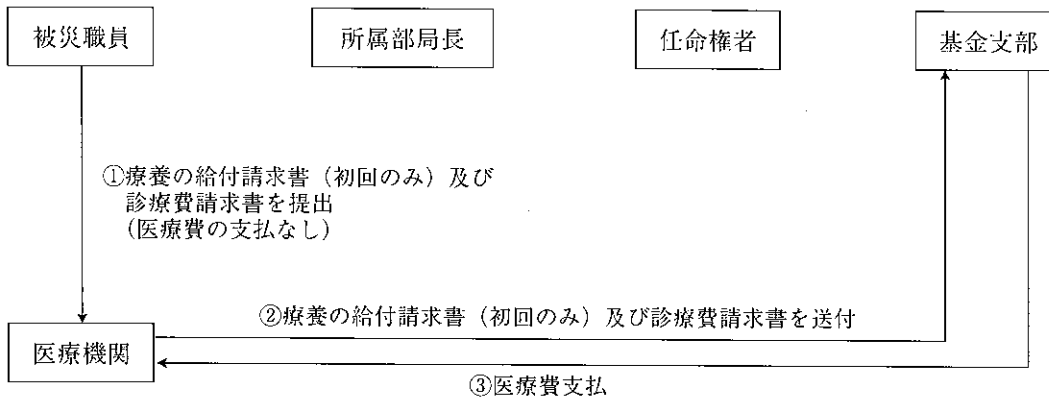 被災職員
所属部局長
任命権者
基金支部
①療養の給付請求書（初回のみ）及び
診療費請求書を提出
（医療費の支払なし）
②療養の給付請求書（初回のみ）及び診療費請求書を送付
医療機関
③医療費支払